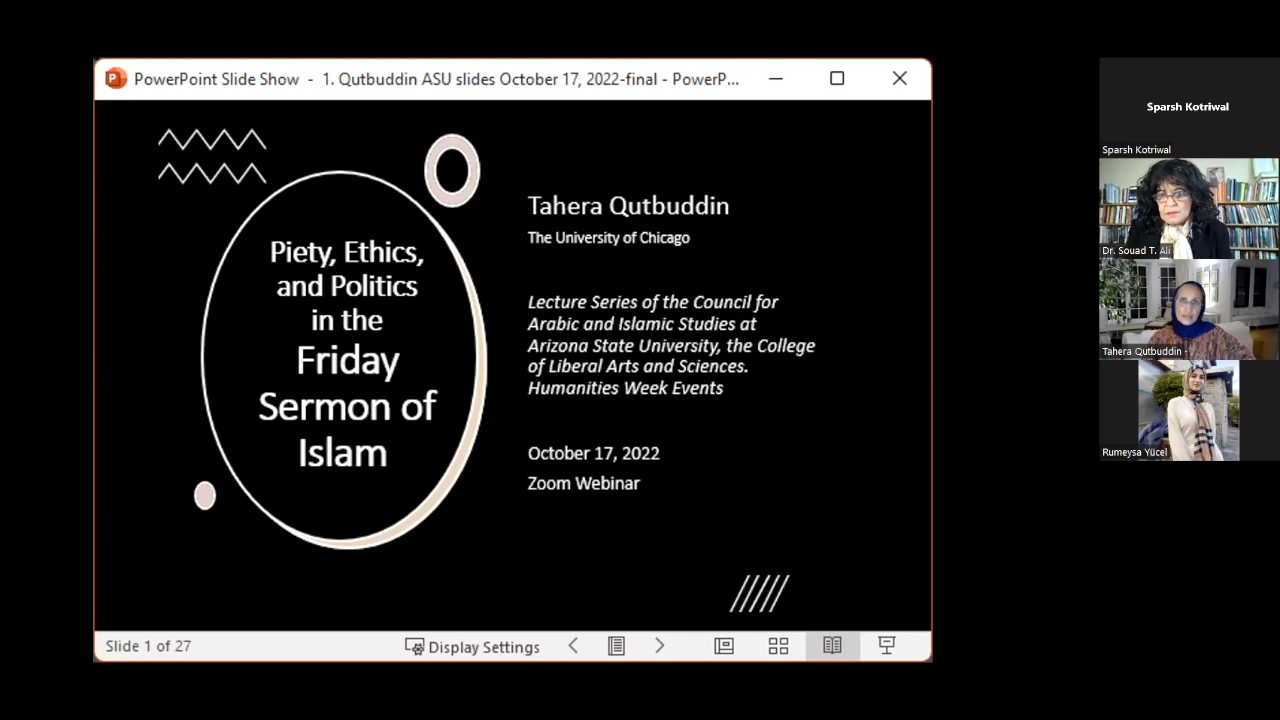 PowerPoint Slide Show - 1. Qutbuddin ASU slides October 17, 2022-final - PowerP...
Piety, Ethics,
and Politics
in the
Friday
Sermon of
Islam
Tahera Qutbuddin
The University of Chicago
Lecture Series of the Council for
Arabic and Islamic Studies at
Arizona State University, the College
of Liberal Arts and Sciences.
Humanities Week Events
October 17, 2022
Zoom Webinar
Slide 1 of 27
Display Settings
Sparsh Kotriwal
Sparsh Kotriwal
Dr. Souad T. Ali
Tahera Qutbuddin -
Rumeysa Yücel